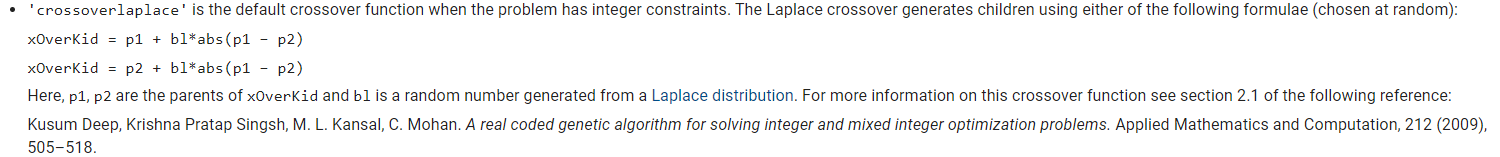 • 'crossoverlaplace' is the default crossover function when the problem has integer constraints. The Laplace crossover generates children using either of the following formulae (chosen at random):
xOverKid = p1 + bl*abs(p1 - p2)
xOverKid = p2 + bl*abs(p1 - p2)
Here, p1, p2 are the parents of xOverKid and bl is a random number generated from a Laplace distribution. For more information on this crossover function see section 2.1 of the following reference:
Kusum Deep, Krishna Pratap Singsh, M. L. Kansal, C. Mohan. A real coded genetic algorithm for solving integer and mixed integer optimization problems. Applied Mathematics and Computation, 212 (2009),
505–518.